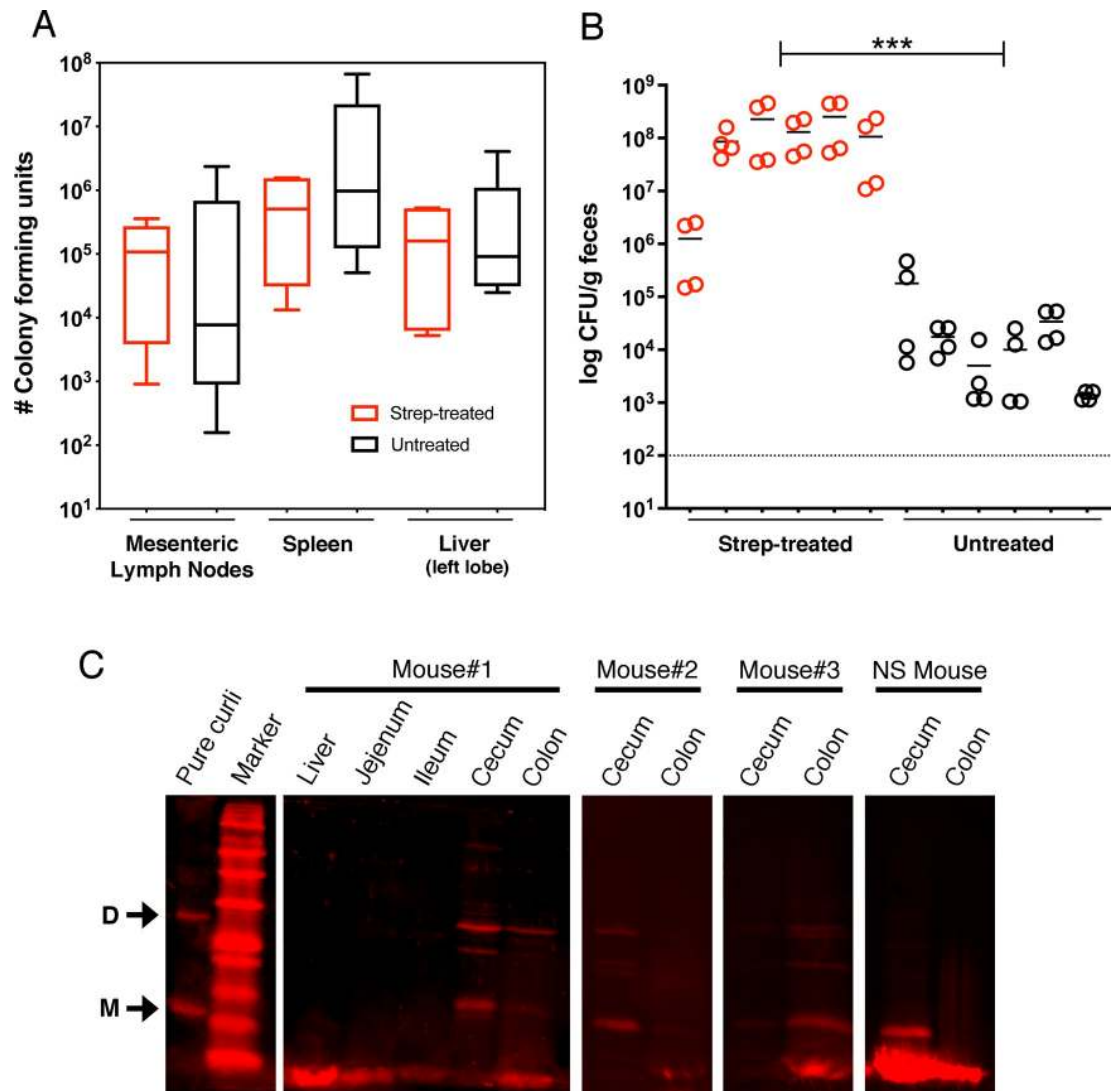 A
# Colony forming units
10⁸
10⁷
10⁶
10⁵
10⁴
10³
10²
10¹
Strep-treated
Untreated
Mesenteric
Lymph Nodes
Spleen
Liver
(left lobe)
B
***
log CFU/g feces
10⁹
10⁸
10⁷
10⁶
10⁵
10⁴
10³
10²
10¹
Strep-treated
Untreated
C
Mouse#1
Mouse#2
Mouse#3
NS Mouse
Pure curli
Marker
Liver
Jejenum
Ileum
Cecum
Colon
Cecum
Colon
Cecum
Colon
Cecum
Colon
D
M